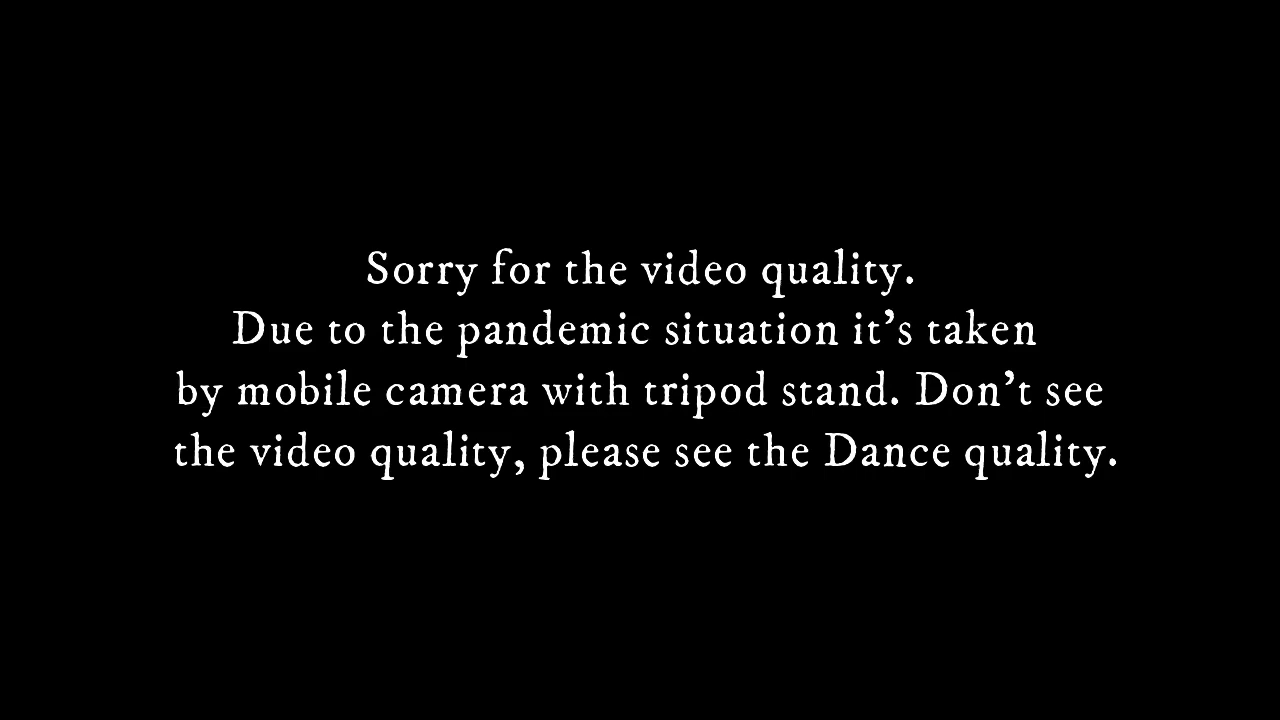 Sorry for the video quality.
Due to the pandemic situation it’s taken
by mobile camera with tripod stand. Don’t see
the video quality, please see the Dance quality.